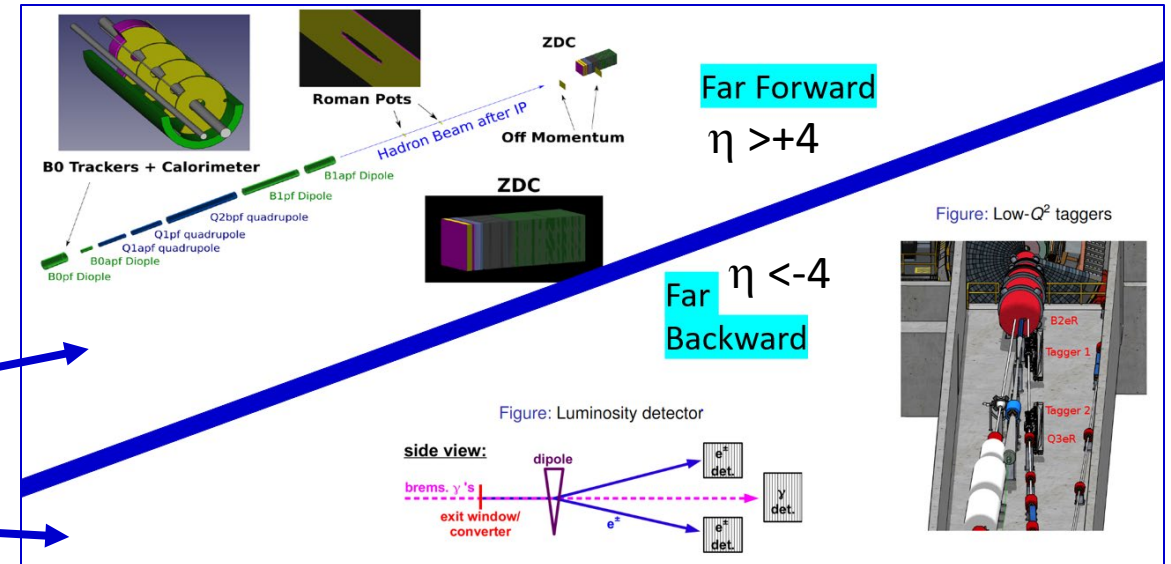 ZDC
Far Forward
η >+4
Roman Pots
Hadron Beam after IP
Off Momentum
B0 Trackers + Calorimeter
B1apf Dipole
B1pf Dipole
Q2bpf quadrupole
Q1pf quadrupole
Q1apf quadrupole
B0apf Diople
B0pf Diople
ZDC
Far
Backward
η <-4
Figure: Low-Q² taggers
B2eR
Tagger 1
Tagger 2
Q3eR
Figure: Luminosity detector
side view:
dipole
brems. γ 's
exit window/
converter
e±
e±
det.
γ
det.
e±
det.